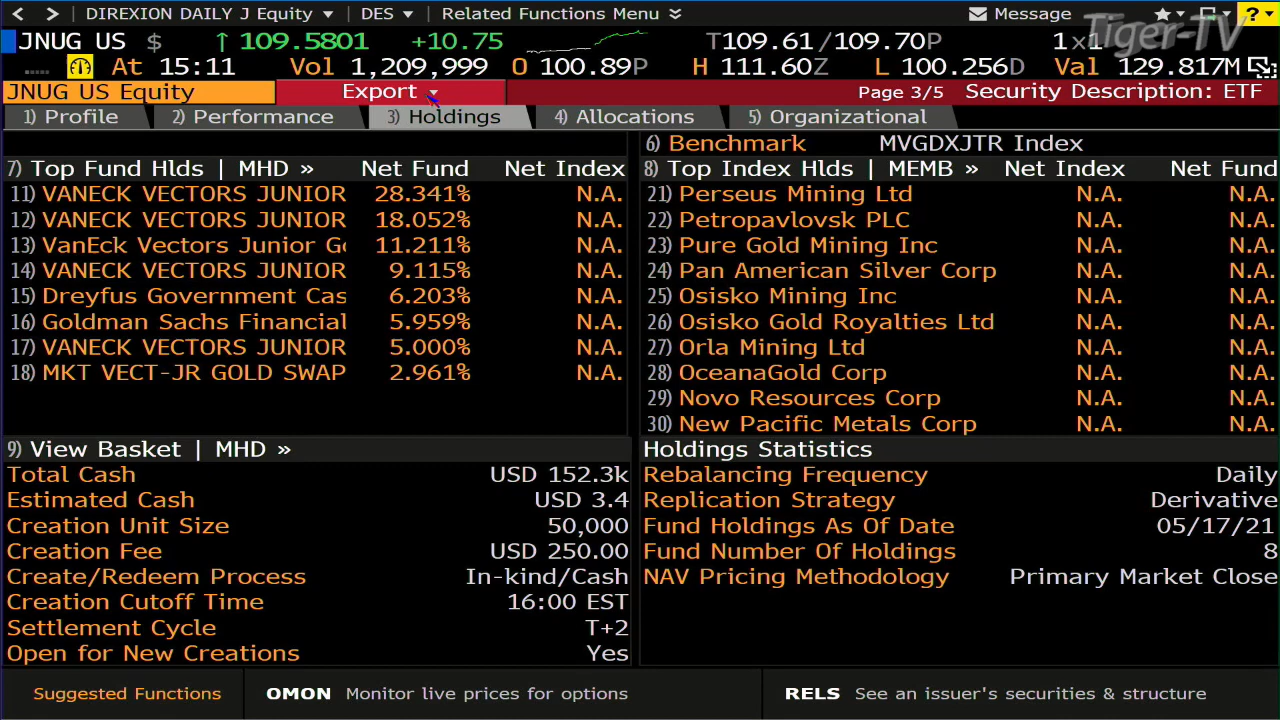 DIREXION DAILY J Equity DES Related Functions Menu Message ?
Tiger-TV
JNUG US $ ↑ 109.5801 +10.75 T109.61/109.70P 1x1
At 15:11 Vol 1,209,999 O 100.89P H 111.60Z L 100.256D Val 129.817M
JNUG US Equity Export Page 3/5 Security Description: ETF
1) Profile 2) Performance 3) Holdings 4) Allocations 5) Organizational
6) Benchmark MVGDXJTR Index
7) Top Fund Hlds | MHD » Net Fund Net Index
11) VANECK VECTORS JUNIOR 28.341% N.A.
12) VANECK VECTORS JUNIOR 18.052% N.A.
13) VanEck Vectors Junior Go 11.211% N.A.
14) VANECK VECTORS JUNIOR 9.115% N.A.
15) Dreyfus Government Cas 6.203% N.A.
16) Goldman Sachs Financial 5.959% N.A.
17) VANECK VECTORS JUNIOR 5.000% N.A.
18) MKT VECT-JR GOLD SWAP 2.961% N.A.
8) Top Index Hlds | MEMB » Net Index Net Fund
21) Perseus Mining Ltd N.A. N.A.
22) Petropavlovsk PLC N.A. N.A.
23) Pure Gold Mining Inc N.A. N.A.
24) Pan American Silver Corp N.A. N.A.
25) Osisko Mining Inc N.A. N.A.
26) Osisko Gold Royalties Ltd N.A. N.A.
27) Orla Mining Ltd N.A. N.A.
28) OceanaGold Corp N.A. N.A.
29) Novo Resources Corp N.A. N.A.
30) New Pacific Metals Corp N.A. N.A.
9) View Basket | MHD »
Total Cash USD 152.3k
Estimated Cash USD 3.4
Creation Unit Size 50,000
Creation Fee USD 250.00
Create/Redeem Process In-kind/Cash
Creation Cutoff Time 16:00 EST
Settlement Cycle T+2
Open for New Creations Yes
Holdings Statistics
Rebalancing Frequency Daily
Replication Strategy Derivative
Fund Holdings As Of Date 05/17/21
Fund Number Of Holdings 8
NAV Pricing Methodology Primary Market Close
Suggested Functions OMON Monitor live prices for options RELS See an issuer's securities & structure